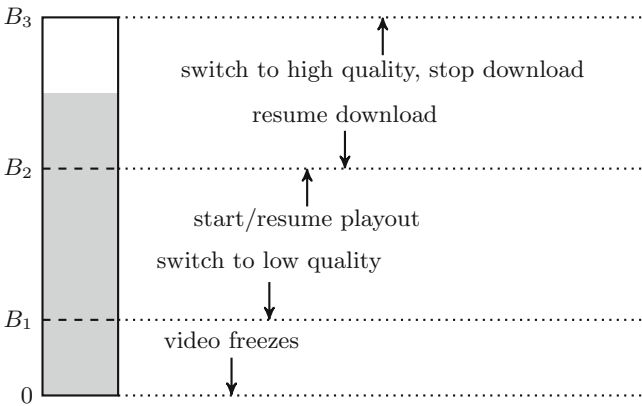 B3
switch to high quality, stop download
resume download
B2
start/resume playout
switch to low quality
B1
video freezes
0